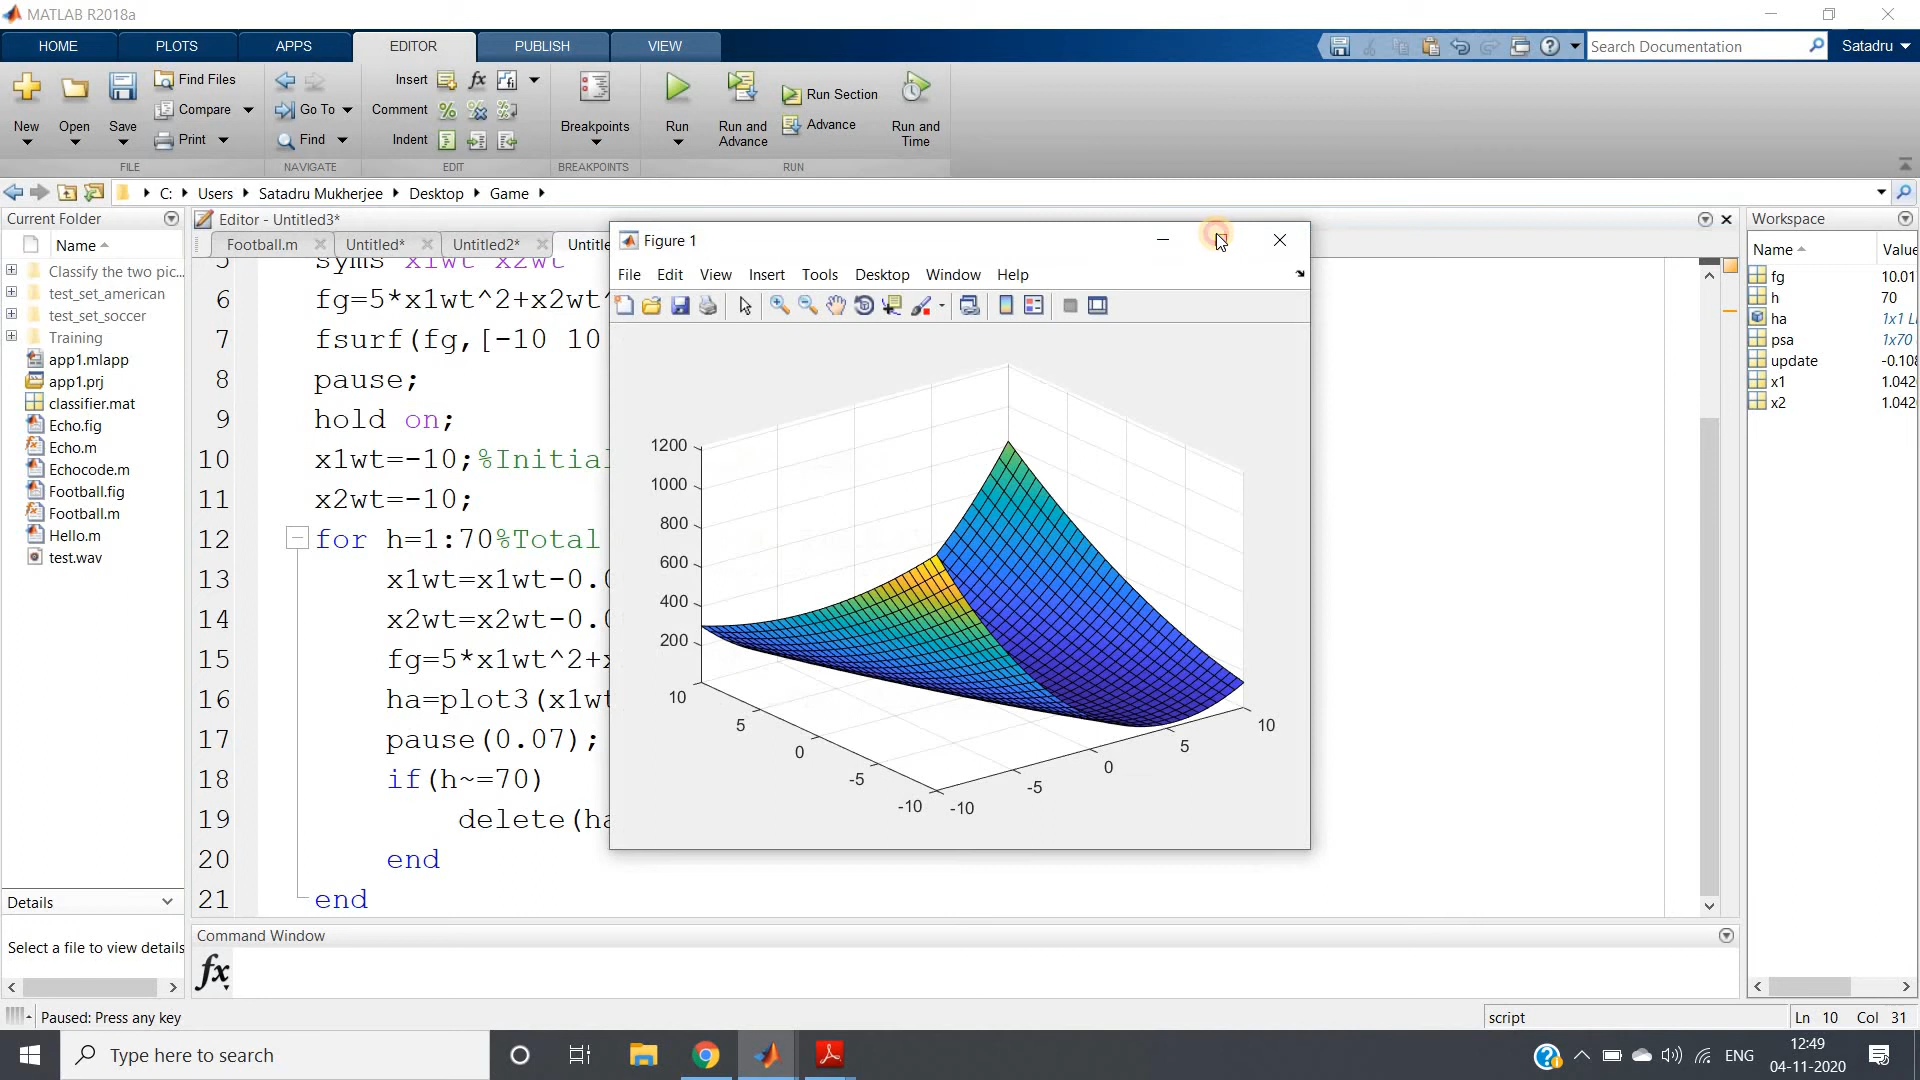 MATLAB R2018a
HOME PLOTS APPS EDITOR PUBLISH VIEW
Search Documentation
Satadru
New
Open
Save
Find Files
Compare
Print
FILE
Go To
Find
NAVIGATE
Insert
Comment
Indent
EDIT
Breakpoints
BREAKPOINTS
Run
Run and Advance
Run Section
Advance
Run and Time
RUN
C: Users Satadru Mukherjee Desktop Game
Current Folder
Name
Classify the two pic...
test_set_american
test_set_soccer
Training
app1.mlapp
app1.prj
classifier.mat
Echo.fig
Echo.m
Echocode.m
Football.fig
Football.m
Hello.m
test.wav
Details
Select a file to view details
Editor - Untitled3*
Football.m Untitled* Untitled2* Untitle
syms x1wt x2wt
6 fg=5*x1wt^2+x2wt^
7 fsurf(fg,[-10 10
8 pause;
9 hold on;
10 x1wt=-10;%Initial
11 x2wt=-10;
12 for h=1:70%Total
13 x1wt=x1wt-0.0
14 x2wt=x2wt-0.0
15 fg=5*x1wt^2+x
16 ha=plot3(x1wt
17 pause(0.07);
18 if(h~=70)
19 delete(ha
20 end
21 end
Figure 1
File Edit View Insert Tools Desktop Window Help
1200
1000
800
600
400
200
10
5
0
-5
-10
-10
-5
0
5
10
Command Window
fx
Workspace
Name Value
fg 10.01
h 70
ha 1x1 Li
psa 1x70
update -0.108
x1 1.042
x2 1.042
Paused: Press any key
script
Ln 10 Col 31
Type here to search
ENG
12:49
04-11-2020